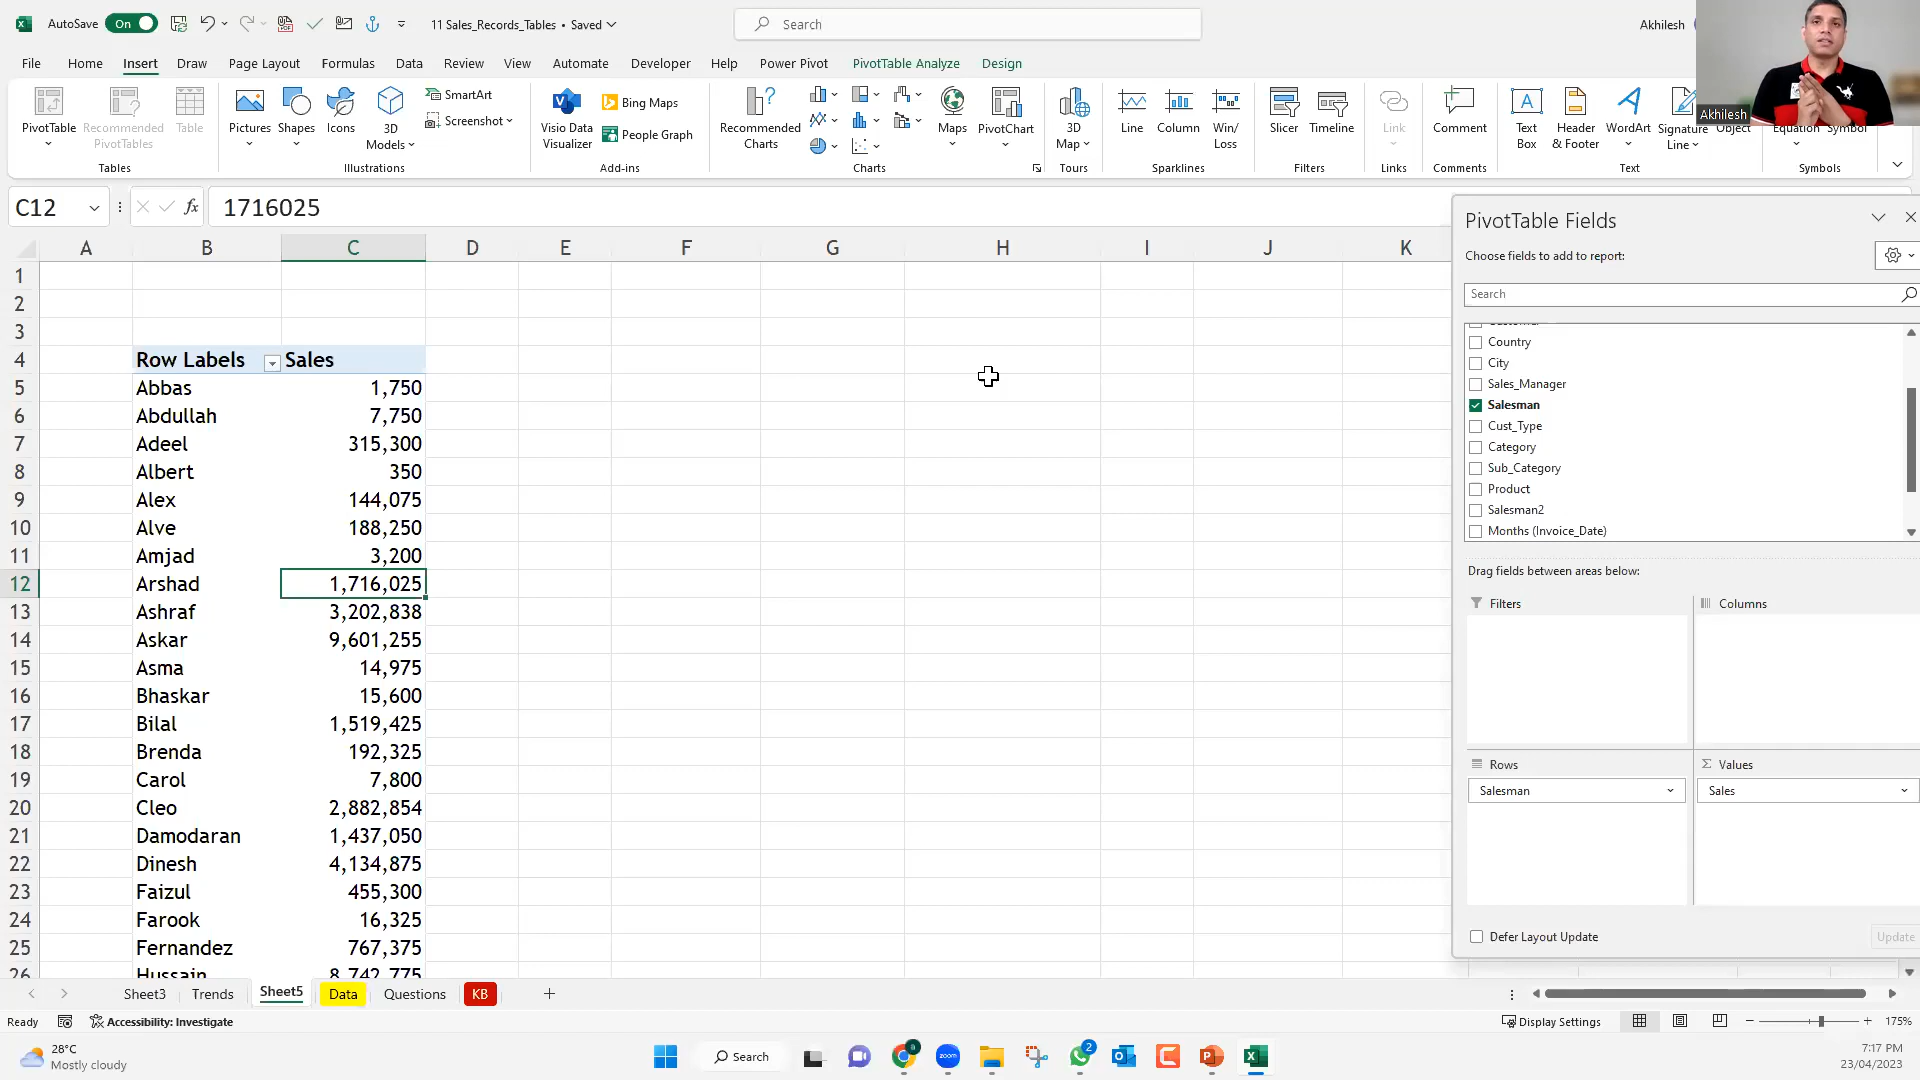 AutoSave On 11 Sales_Records_Tables • Saved Search Akhilesh
File Home Insert Draw Page Layout Formulas Data Review View Automate Developer Help Power Pivot PivotTable Analyze Design
PivotTable
Recommended PivotTables
Table
Tables
Pictures
Shapes
Icons
3D Models
SmartArt
Screenshot
Illustrations
Visio Data Visualizer
Bing Maps
People Graph
Add-ins
Recommended Charts
Maps
PivotChart
Charts
3D Map
Tours
Line
Column
Win/ Loss
Sparklines
Slicer
Timeline
Filters
Link
Links
Comment
Comments
Text Box
Header & Footer
WordArt
Signature Line
Object
Text
Equation
Symbol
Symbols
Akhilesh
C12 fx 1716025
A B C D E F G H I J K
1
2
3
4 Row Labels Sales
5 Abbas 1,750
6 Abdullah 7,750
7 Adeel 315,300
8 Albert 350
9 Alex 144,075
10 Alve 188,250
11 Amjad 3,200
12 Arshad 1,716,025
13 Ashraf 3,202,838
14 Askar 9,601,255
15 Asma 14,975
16 Bhaskar 15,600
17 Bilal 1,519,425
18 Brenda 192,325
19 Carol 7,800
20 Cleo 2,882,854
21 Damodaran 1,437,050
22 Dinesh 4,134,875
23 Faizul 455,300
24 Farook 16,325
25 Fernandez 767,375
26 Hussain 8,742,775
PivotTable Fields
Choose fields to add to report:
Search
Country
City
Sales_Manager
Salesman
Cust_Type
Category
Sub_Category
Product
Salesman2
Months (Invoice_Date)
Drag fields between areas below:
Filters
Columns
Rows
Σ Values
Salesman
Sales
Defer Layout Update
Update
Sheet3 Trends Sheet5 Data Questions KB
Ready Accessibility: Investigate Display Settings 175%
28°C
Mostly cloudy
Search
a
zoom
2
7:17 PM
23/04/2023